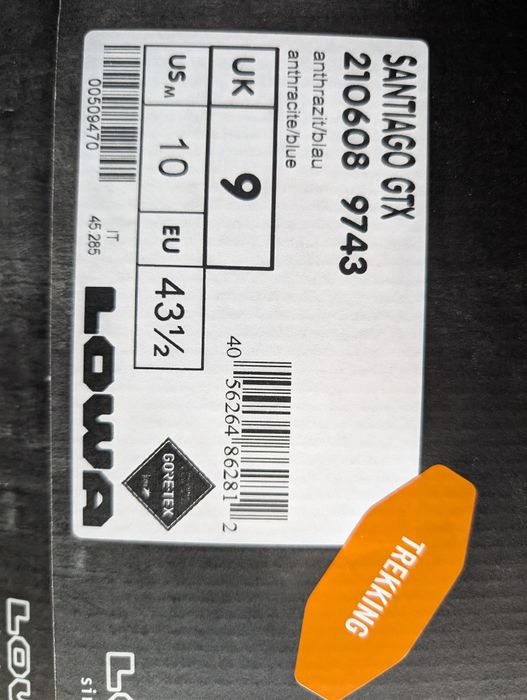 SANTIAGO GTX
210608 9743
anthrazit/blau
anthracite/blue
UK
9
US M
10
EU
43½
00509470
IT
45 285
LOWA
4056264862812
GORE-TEX
TREKKING